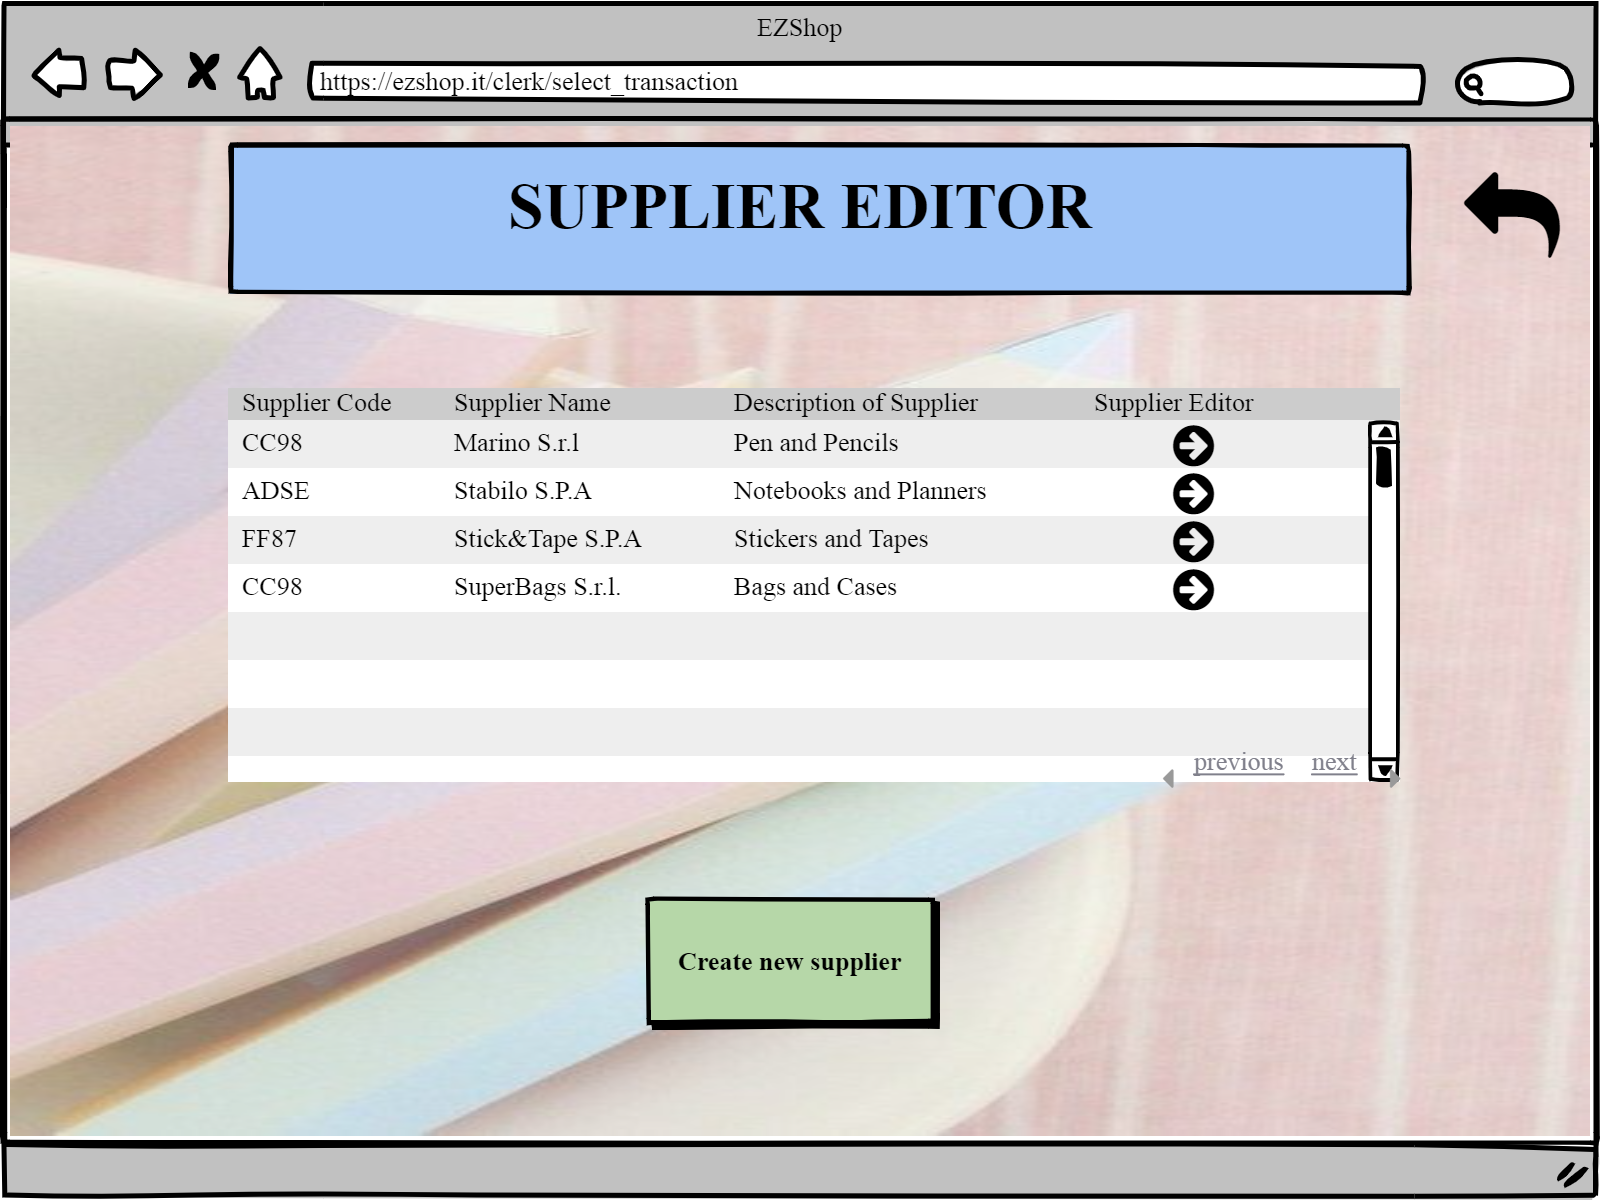 EZShop
https://ezshop.it/clerk/select_transaction
SUPPLIER EDITOR
Supplier Code Supplier Name Description of Supplier Supplier Editor
CC98 Marino S.r.l Pen and Pencils
ADSE Stabilo S.P.A Notebooks and Planners
FF87 Stick&Tape S.P.A Stickers and Tapes
CC98 SuperBags S.r.l. Bags and Cases
previous next
Create new supplier